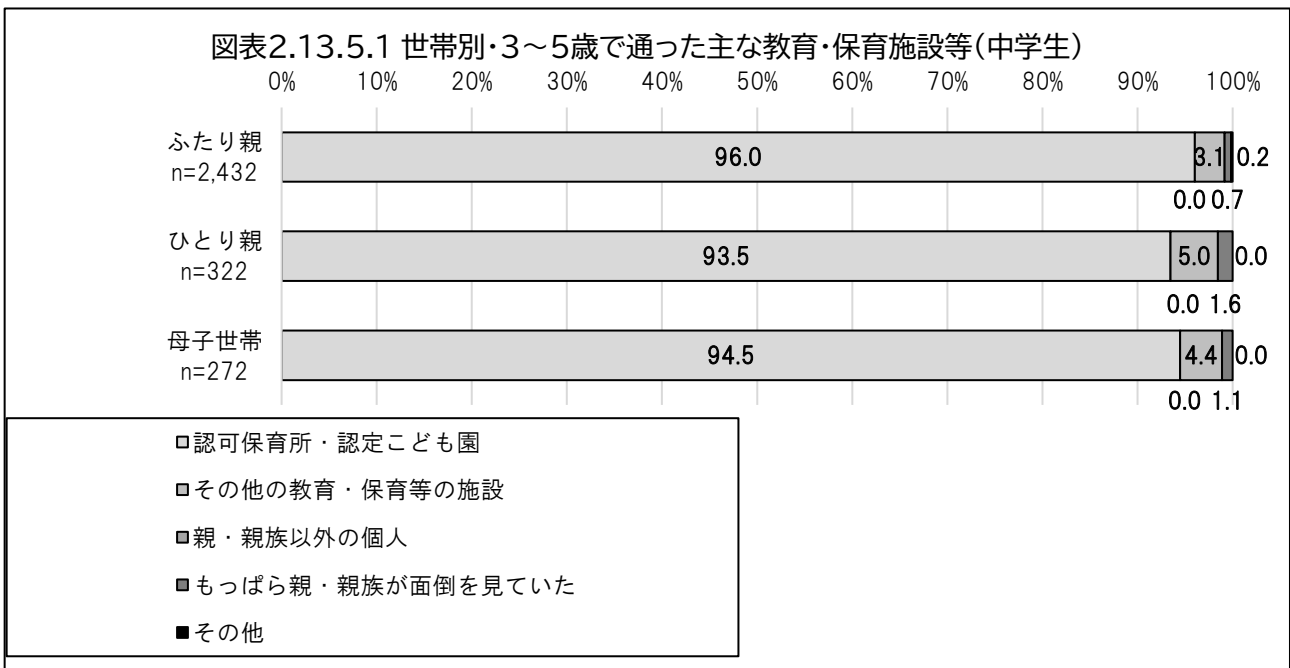 図表2.13.5.1 世帯別・3～5歳で通った主な教育・保育施設等(中学生)
0% 10% 20% 30% 40% 50% 60% 70% 80% 90% 100%
ふたり親
n=2,432
96.0 3.1 0.2
0.0 0.7
ひとり親
n=322
93.5 5.0 0.0
0.0 1.6
母子世帯
n=272
94.5 4.4 0.0
0.0 1.1
認可保育所・認定こども園
その他の教育・保育等の施設
親・親族以外の個人
もっぱら親・親族が面倒を見ていた
その他